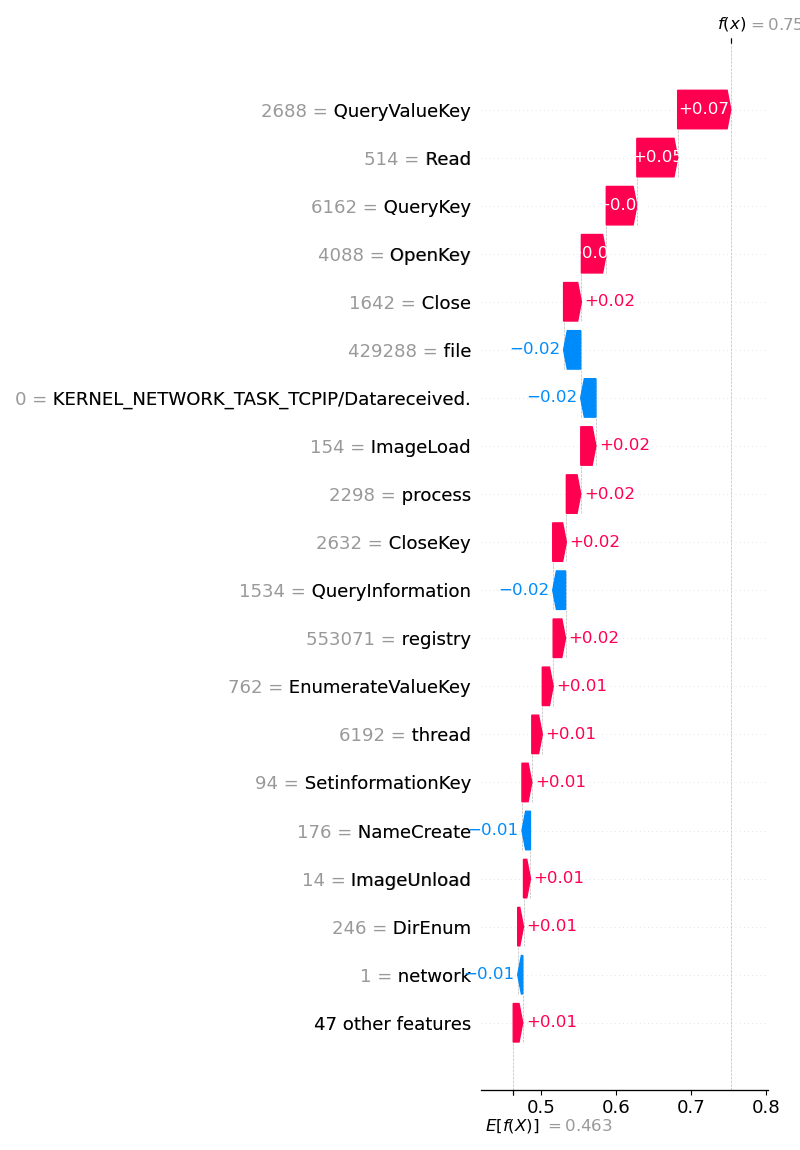 f(x) = 0.75
2688 = QueryValueKey +0.07
514 = Read +0.05
6162 = QueryKey
4088 = OpenKey
1642 = Close +0.02
429288 = file −0.02
0 = KERNEL_NETWORK_TASK_TCPIP/Datareceived. −0.02
154 = ImageLoad +0.02
2298 = process +0.02
2632 = CloseKey +0.02
1534 = QueryInformation −0.02
553071 = registry +0.02
762 = EnumerateValueKey +0.01
6192 = thread +0.01
94 = SetinformationKey +0.01
176 = NameCreate −0.01
14 = ImageUnload +0.01
246 = DirEnum +0.01
1 = network −0.01
47 other features +0.01
0.5 0.6 0.7 0.8
E[f(X)] = 0.463